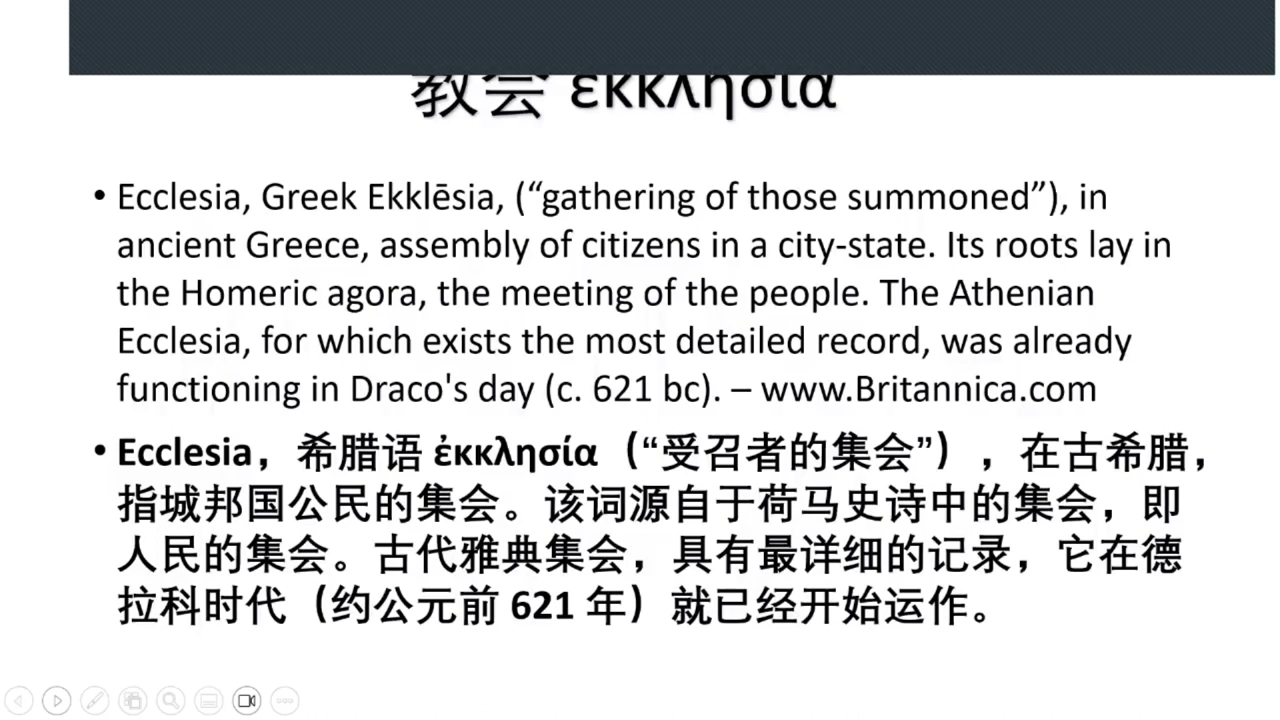 教会 ἐκκλησία
• Ecclesia, Greek Ekklēsia, (“gathering of those summoned”), in
ancient Greece, assembly of citizens in a city-state. Its roots lay in
the Homeric agora, the meeting of the people. The Athenian
Ecclesia, for which exists the most detailed record, was already
functioning in Draco's day (c. 621 bc). – www.Britannica.com
• Ecclesia，希腊语 ἐκκλησία（“受召者的集会”），在古希腊，
指城邦国公民的集会。该词源自于荷马史诗中的集会，即
人民的集会。古代雅典集会，具有最详细的记录，它在德
拉科时代（约公元前 621 年）就已经开始运作。